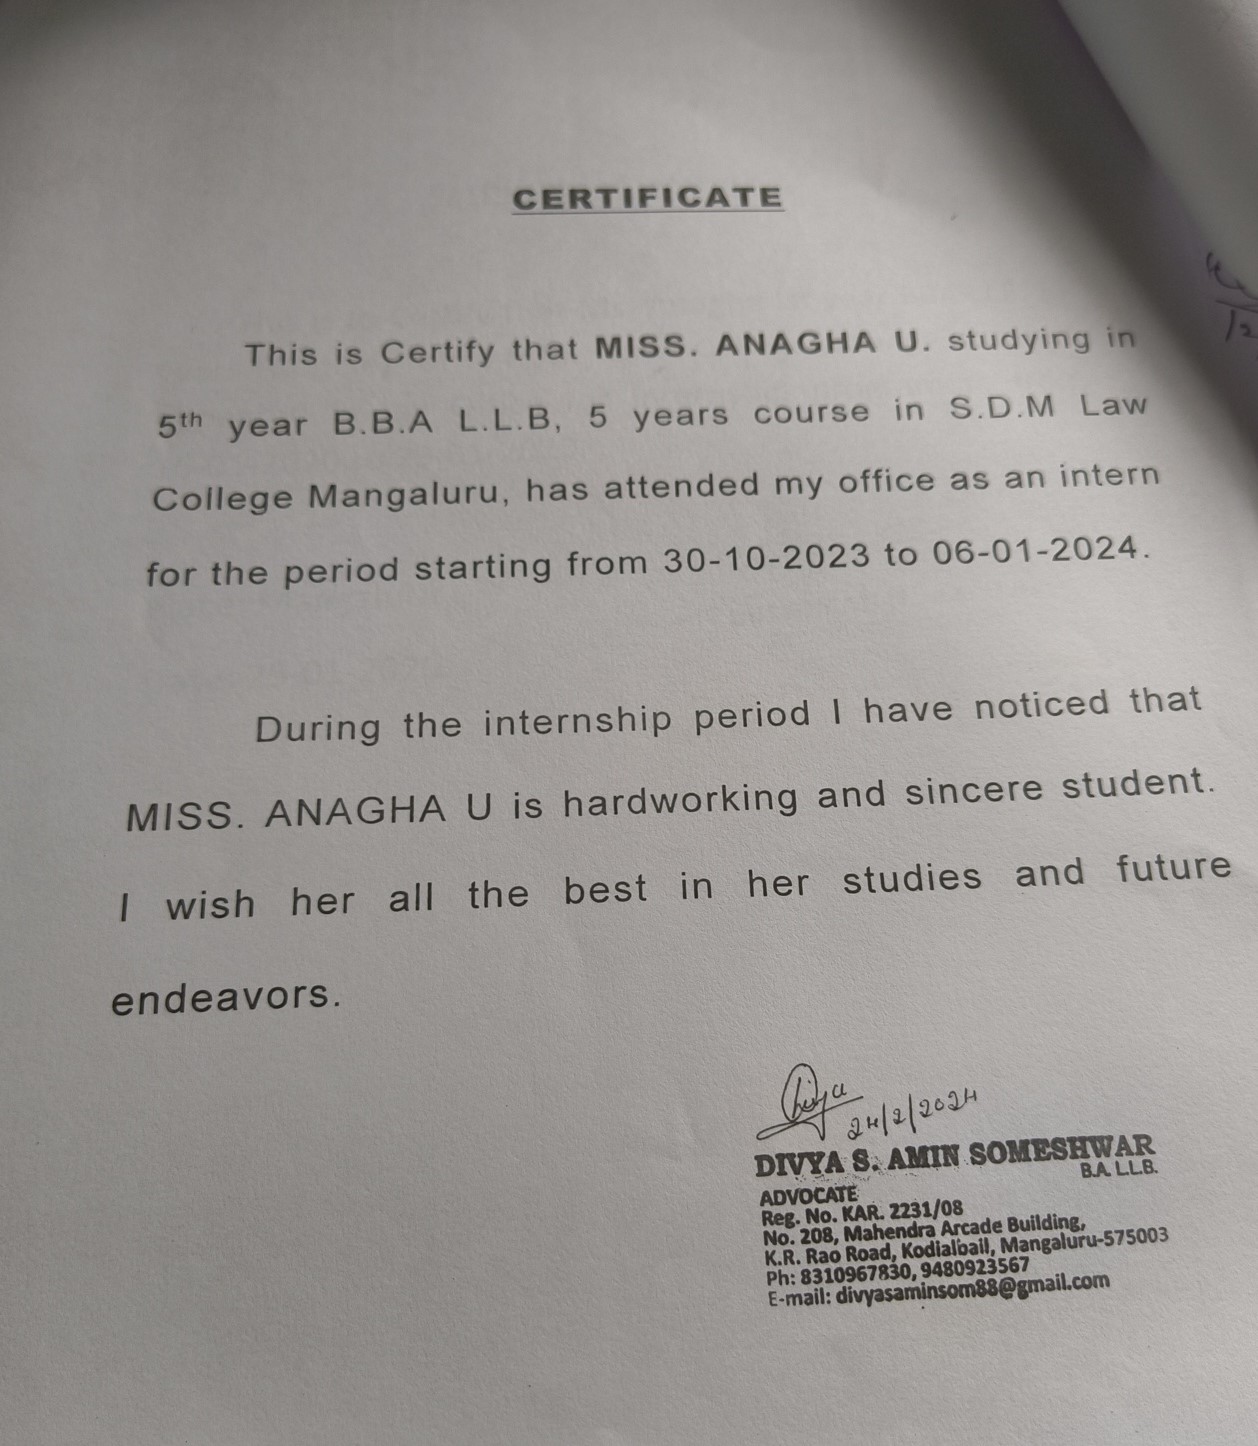 CERTIFICATE
This is Certify that MISS. ANAGHA U. studying in
5th year B.B.A L.L.B, 5 years course in S.D.M Law
College Mangaluru, has attended my office as an intern
for the period starting from 30-10-2023 to 06-01-2024.
During the internship period I have noticed that
MISS. ANAGHA U is hardworking and sincere student.
I wish her all the best in her studies and future
endeavors.
24/2/2024
DIVYA S. AMIN SOMESHWAR
B.A. LL.B.
ADVOCATE
Reg. No. KAR. 2231/08
No. 208, Mahendra Arcade Building,
K.R. Rao Road, Kodialbail, Mangaluru-575003
Ph: 8310967830, 9480923567
E-mail: divyasaminsom88@gmail.com